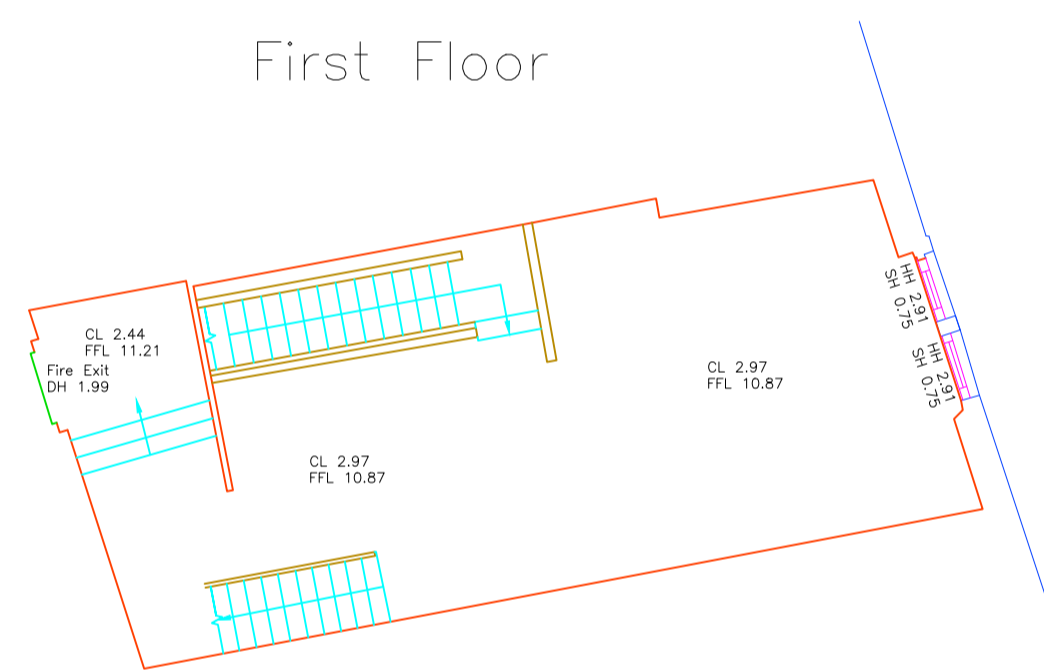 First Floor
CL 2.44
FFL 11.21
Fire Exit
DH 1.99
HH 2.91
SH 0.75
HH 2.91
SH 0.75
CL 2.97
FFL 10.87
CL 2.97
FFL 10.87